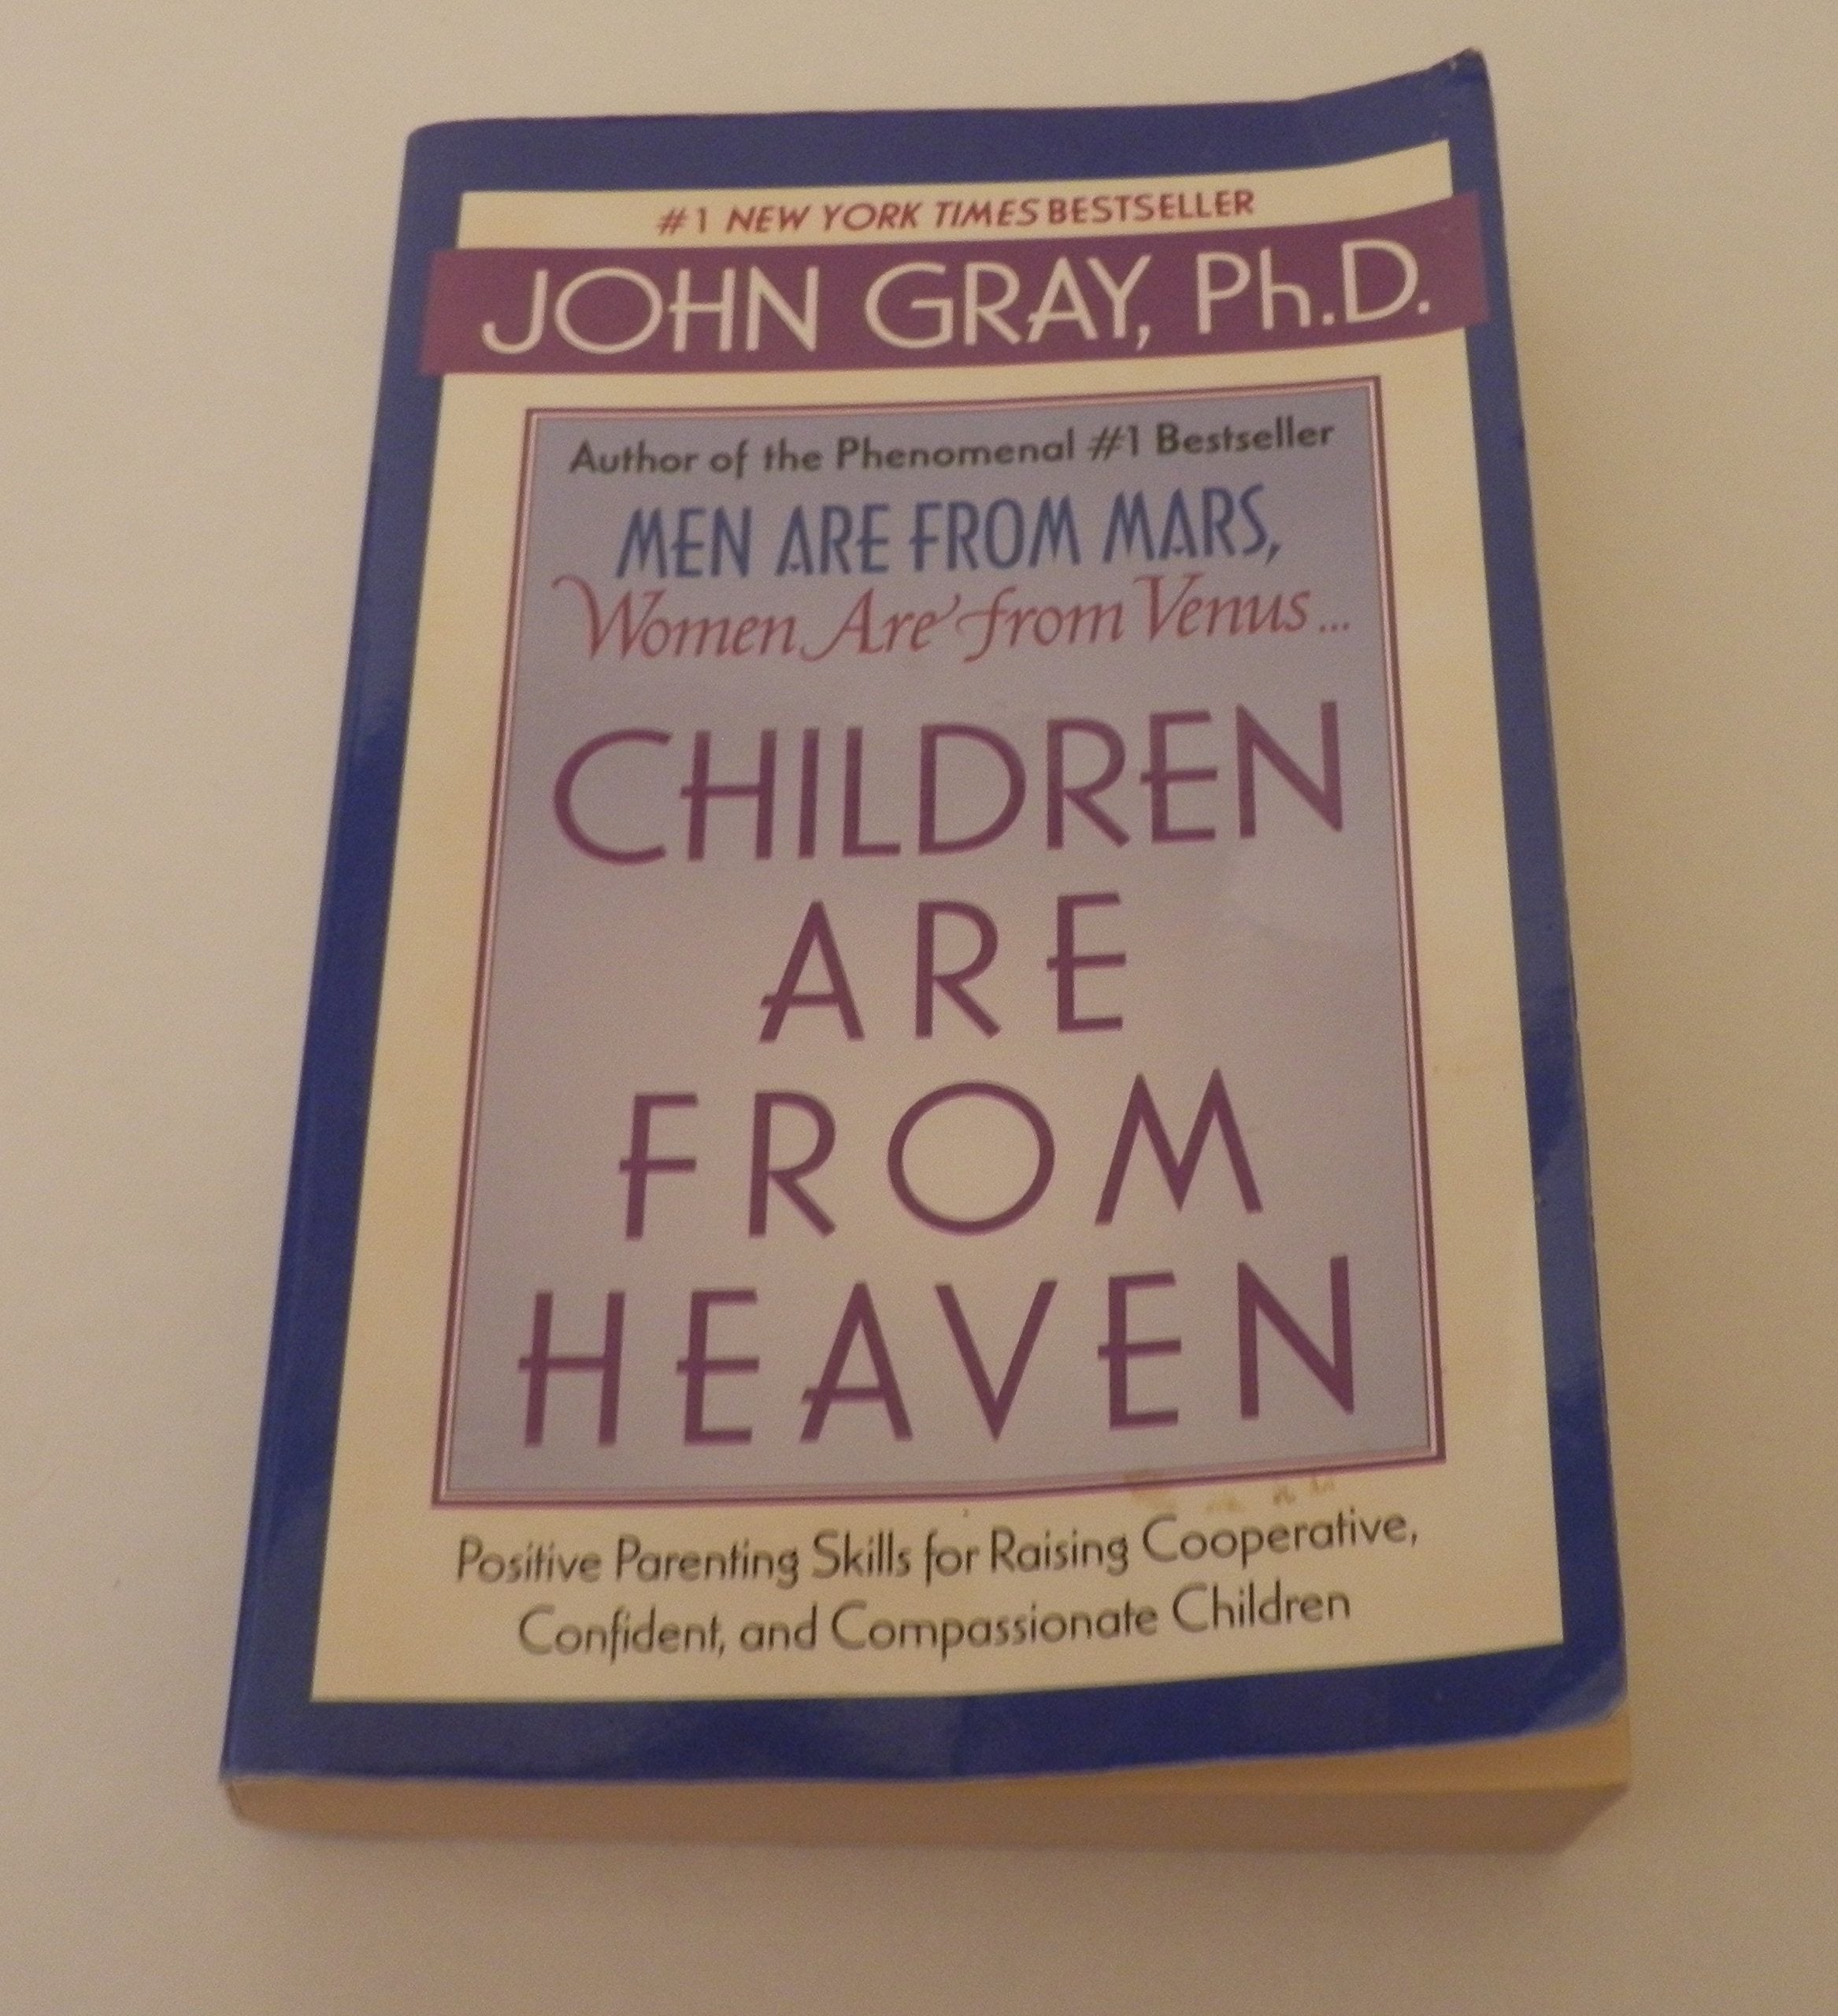 #1 NEW YORK TIMES BESTSELLER
JOHN GRAY, Ph.D.
Author of the Phenomenal #1 Bestseller
MEN ARE FROM MARS,
Women Are from Venus...
CHILDREN
ARE
FROM
HEAVEN
Positive Parenting Skills for Raising Cooperative,
Confident, and Compassionate Children